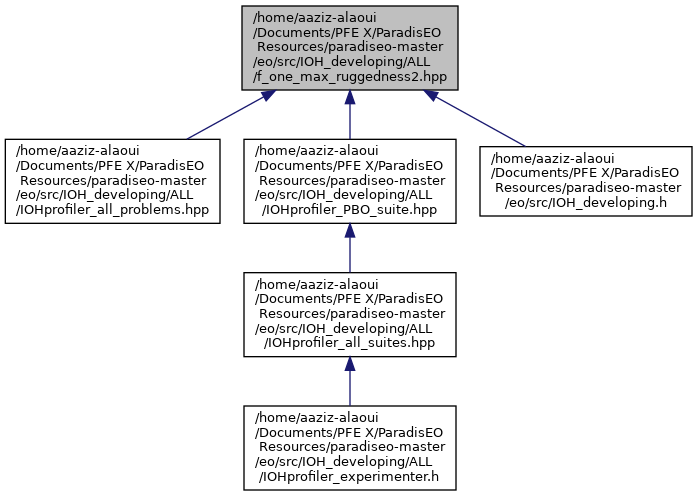 /home/aaziz-alaoui
/Documents/PFE X/ParadisEO
Resources/paradiseo-master
/eo/src/IOH_developing/ALL
/f_one_max_ruggedness2.hpp
/home/aaziz-alaoui
/Documents/PFE X/ParadisEO
Resources/paradiseo-master
/eo/src/IOH_developing/ALL
/IOHprofiler_all_problems.hpp
/home/aaziz-alaoui
/Documents/PFE X/ParadisEO
Resources/paradiseo-master
/eo/src/IOH_developing/ALL
/IOHprofiler_PBO_suite.hpp
/home/aaziz-alaoui
/Documents/PFE X/ParadisEO
Resources/paradiseo-master
/eo/src/IOH_developing.h
/home/aaziz-alaoui
/Documents/PFE X/ParadisEO
Resources/paradiseo-master
/eo/src/IOH_developing/ALL
/IOHprofiler_all_suites.hpp
/home/aaziz-alaoui
/Documents/PFE X/ParadisEO
Resources/paradiseo-master
/eo/src/IOH_developing/ALL
/IOHprofiler_experimenter.h